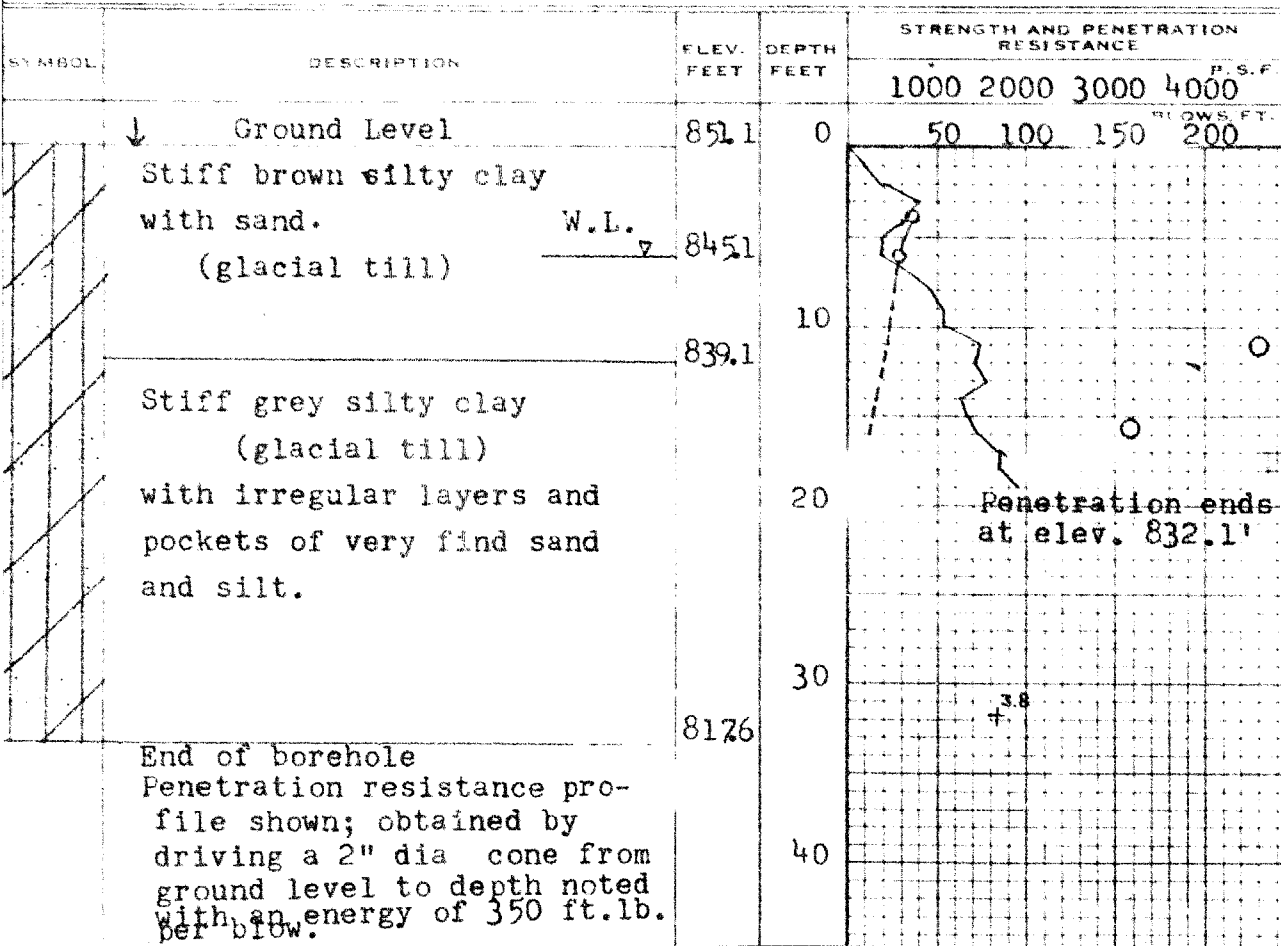 STRENGTH AND PENETRATION
RESISTANCE
SYMBOL DESCRIPTION ELEV. FEET DEPTH FEET
P.S.F.
1000 2000 3000 4000
BLOWS/FT.
50 100 150 200
↓ Ground Level 851.1 0
Stiff brown silty clay
with sand. W.L. 845.1
(glacial till)
10
839.1
Stiff grey silty clay
(glacial till)
with irregular layers and 20
pockets of very find sand
and silt.
Penetration ends
at elev. 832.1'
30
+3.8
817.6
End of borehole
Penetration resistance pro-
file shown; obtained by
driving a 2" dia cone from
ground level to depth noted
with an energy of 350 ft.lb.
per blow.
40